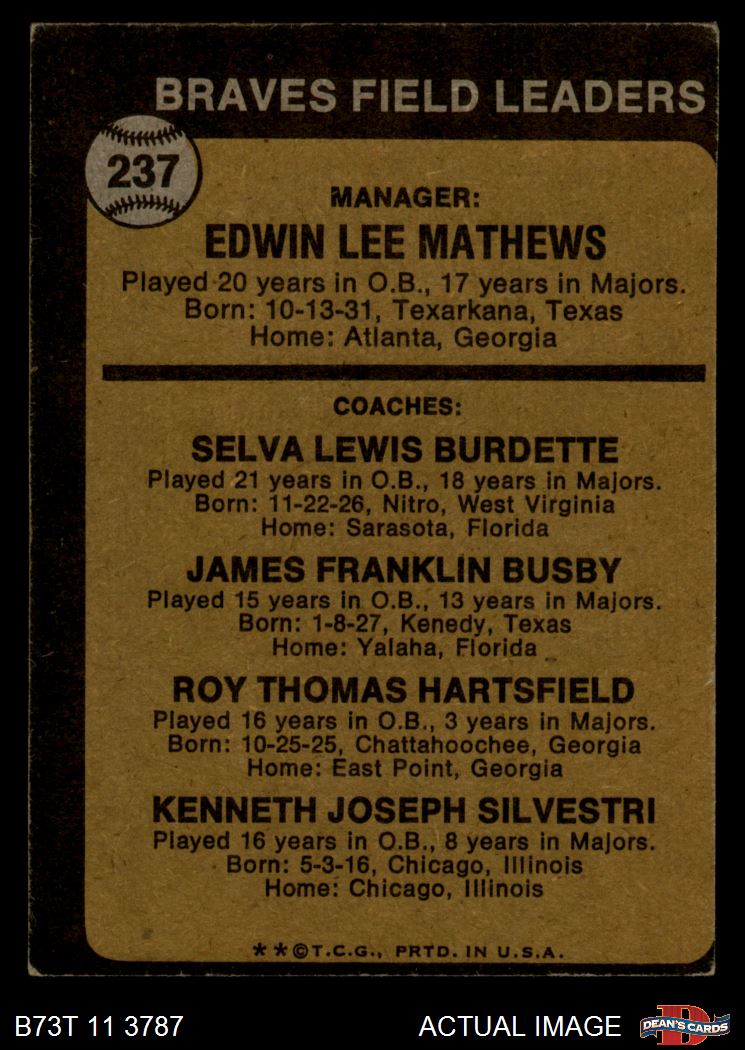 BRAVES FIELD LEADERS
237
MANAGER:
EDWIN LEE MATHEWS
Played 20 years in O.B., 17 years in Majors.
Born: 10-13-31, Texarkana, Texas
Home: Atlanta, Georgia
COACHES:
SELVA LEWIS BURDETTE
Played 21 years in O.B., 18 years in Majors.
Born: 11-22-26, Nitro, West Virginia
Home: Sarasota, Florida
JAMES FRANKLIN BUSBY
Played 15 years in O.B., 13 years in Majors.
Born: 1-8-27, Kenedy, Texas
Home: Yalaha, Florida
ROY THOMAS HARTSFIELD
Played 16 years in O.B., 3 years in Majors.
Born: 10-25-25, Chattahoochee, Georgia
Home: East Point, Georgia
KENNETH JOSEPH SILVESTRI
Played 16 years in O.B., 8 years in Majors.
Born: 5-3-16, Chicago, Illinois
Home: Chicago, Illinois
**©T.C.G., PRTD. IN U.S.A.
B73T 11 3787 ACTUAL IMAGE D DEAN'S CARDS